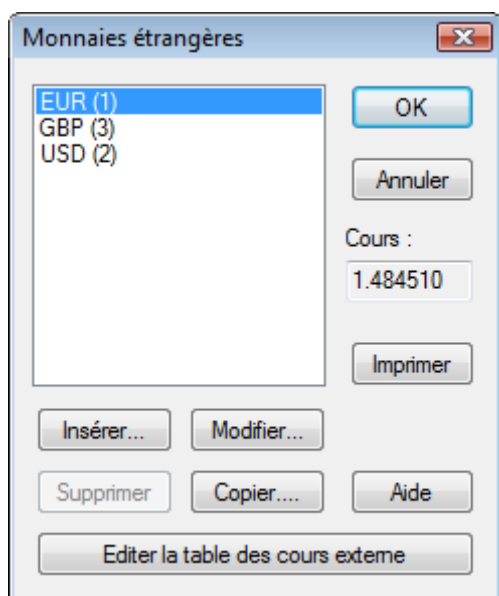 Monnaies étrangères
EUR (1)
GBP (3)
USD (2)
OK
Annuler
Cours :
1.484510
Imprimer
Insérer...
Modifier...
Supprimer
Copier....
Aide
Editer la table des cours externe